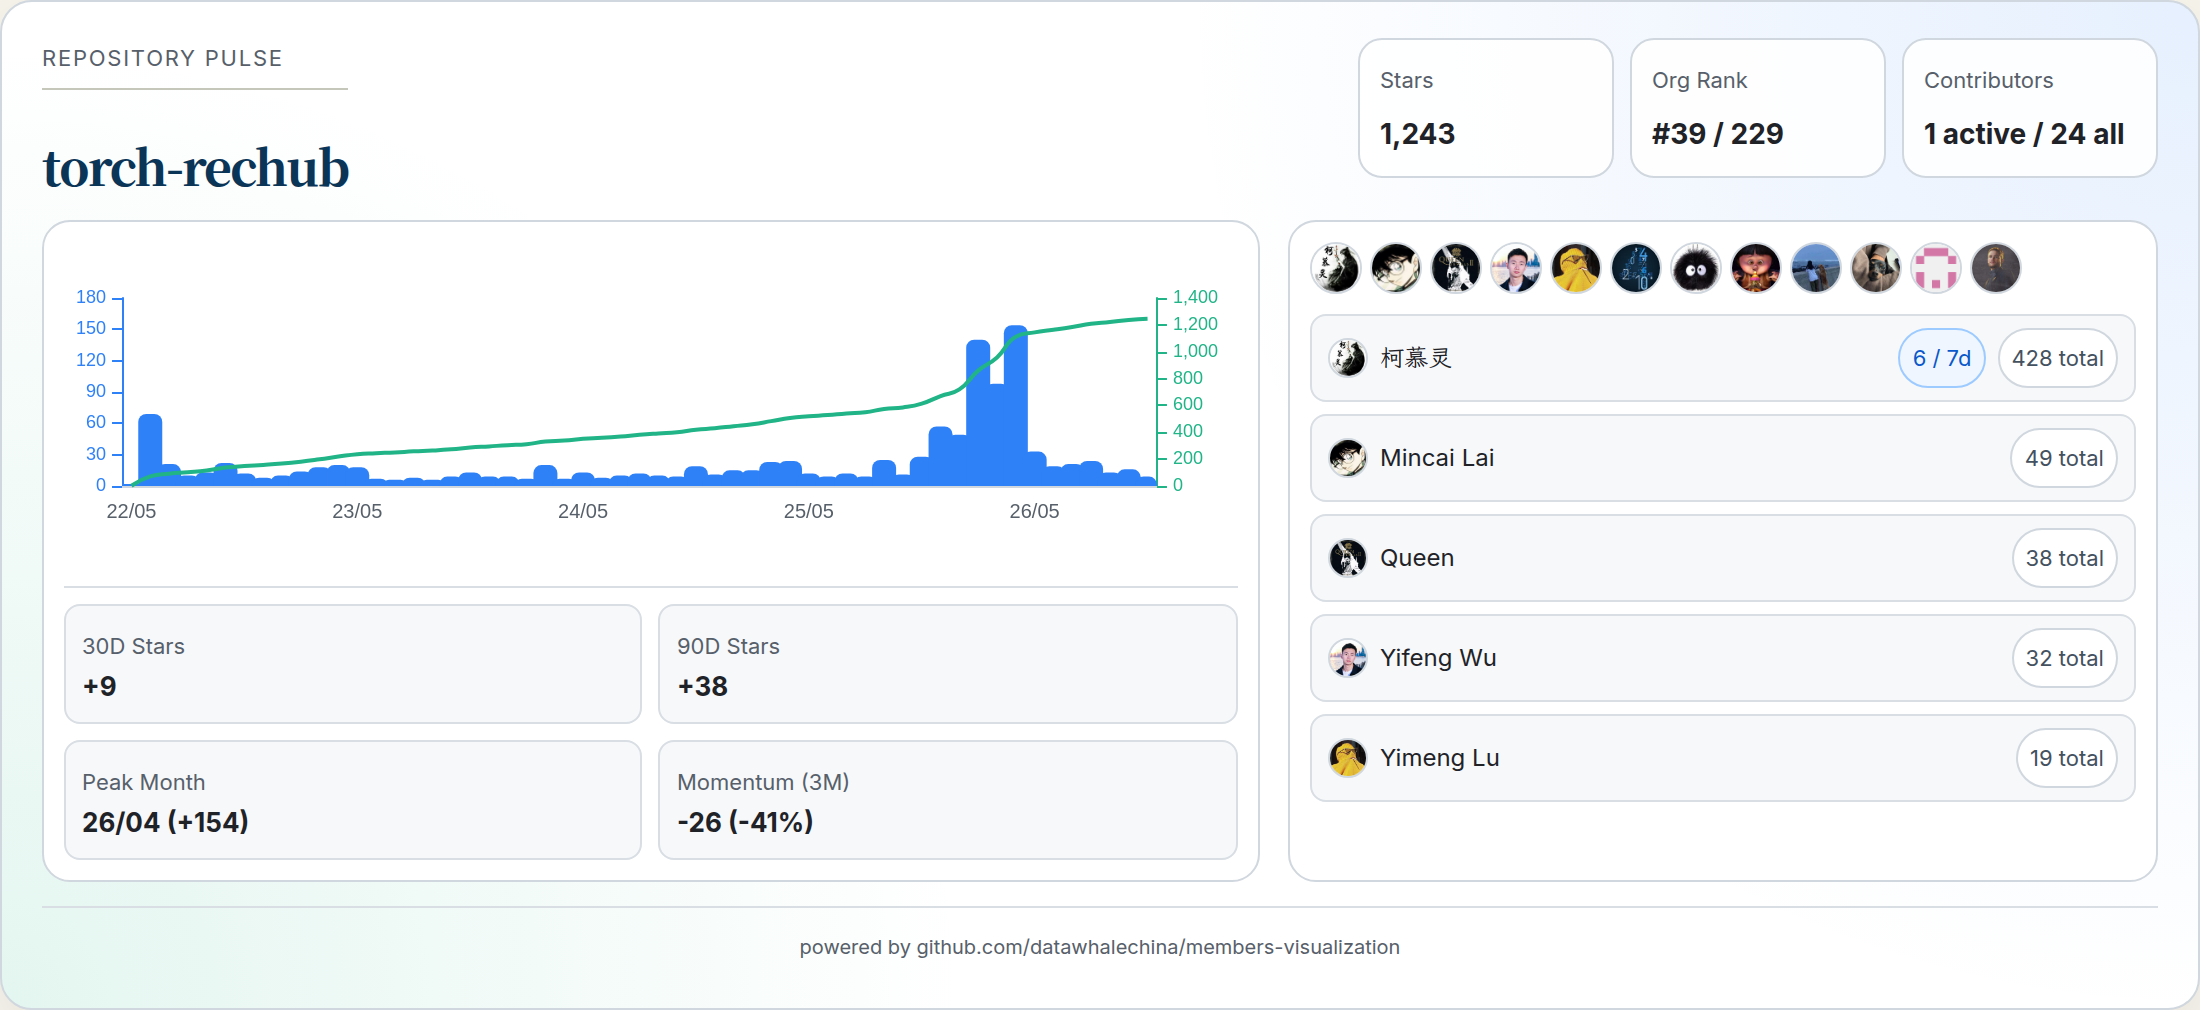 REPOSITORY PULSE
torch-rechub
Stars
1,243
Org Rank
#39 / 229
Contributors
1 active / 24 all
180
150
120
90
60
30
0
1,400
1,200
1,000
800
600
400
200
0
22/05
23/05
24/05
25/05
26/05
30D Stars
+9
90D Stars
+38
Peak Month
26/04 (+154)
Momentum (3M)
-26 (-41%)
柯慕灵
6 / 7d
428 total
Mincai Lai
49 total
Queen
38 total
Yifeng Wu
32 total
Yimeng Lu
19 total
powered by github.com/datawhalechina/members-visualization